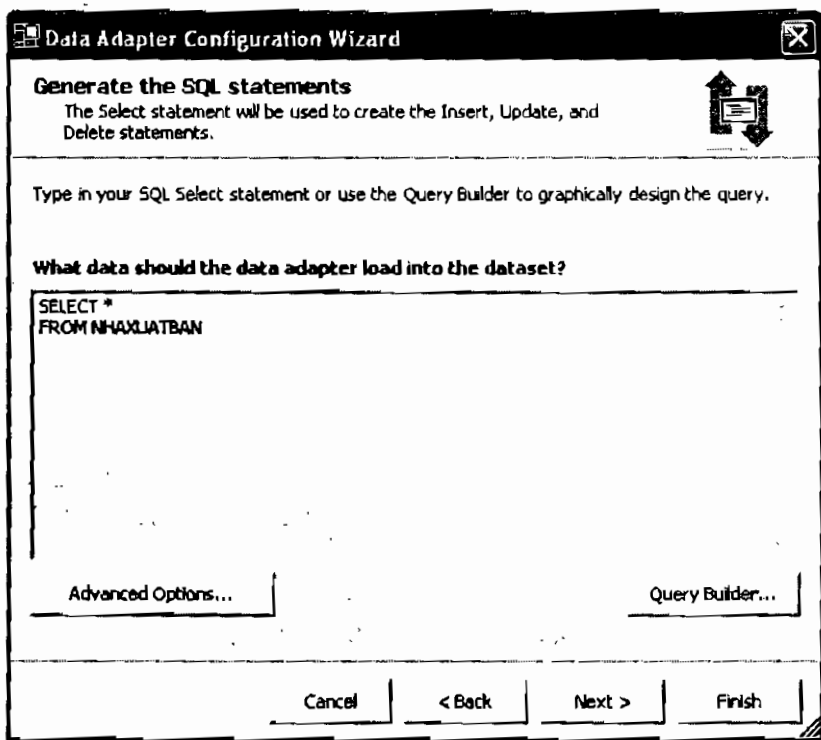 Data Adapter Configuration Wizard
Generate the SQL statements
The Select statement will be used to create the Insert, Update, and
Delete statements.
Type in your SQL Select statement or use the Query Builder to graphically design the query.
What data should the data adapter load into the dataset?
SELECT *
FROM NHAXUATBAN
Advanced Options...
Query Builder...
Cancel
< Back
Next >
Finish